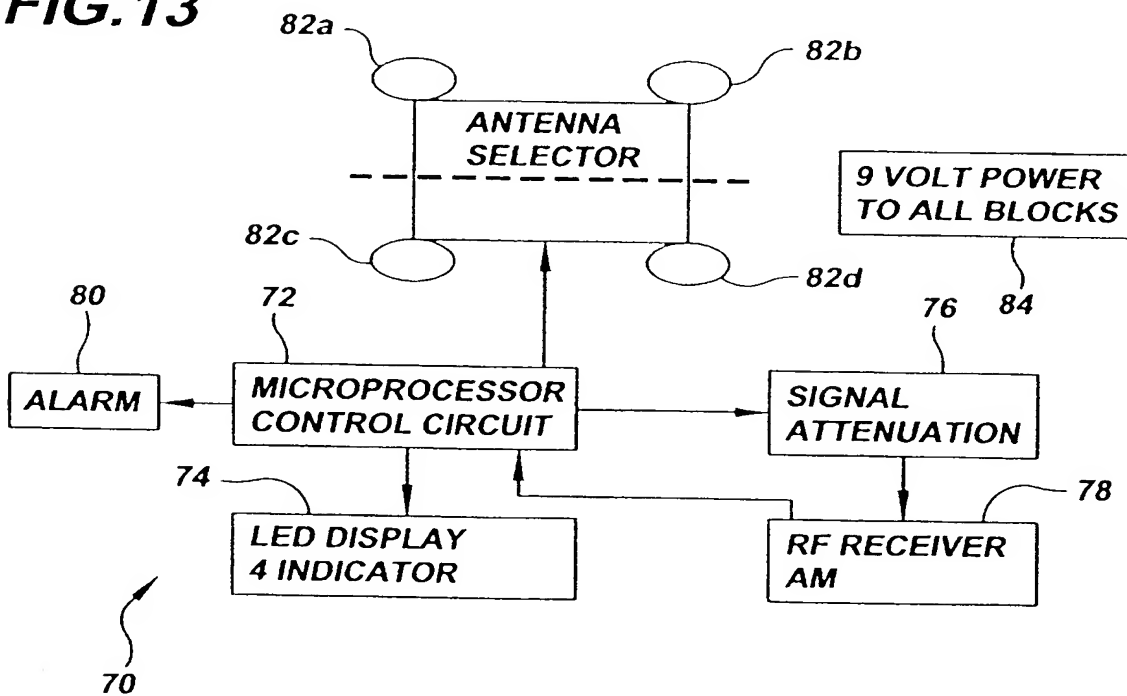 FIG.13
82a
82b
ANTENNA
SELECTOR
9 VOLT POWER
TO ALL BLOCKS
82c
82d
84
80
72
76
ALARM
MICROPROCESSOR
CONTROL CIRCUIT
SIGNAL
ATTENUATION
74
78
LED DISPLAY
4 INDICATOR
RF RECEIVER
AM
70